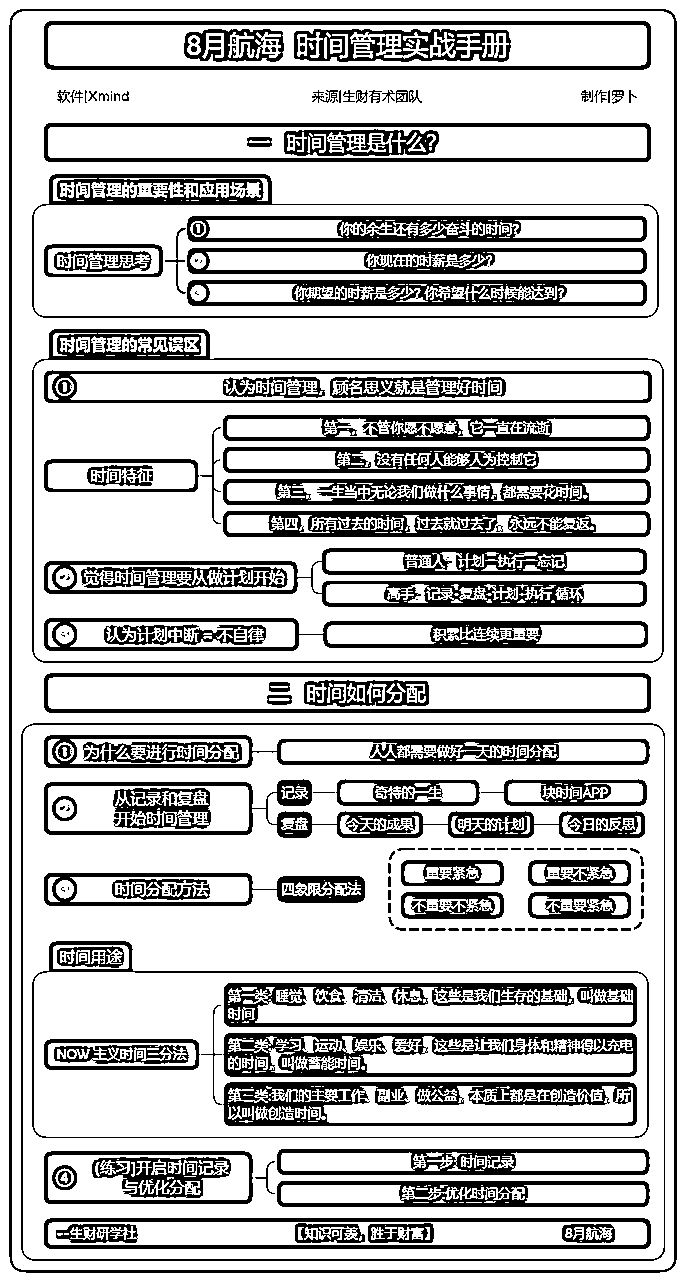 8月航海 时间管理实战手册
软件|Xmind 来源|生财有术团队 制作|罗卜
一 时间管理是什么?
时间管理的重要性和应用场景
时间管理思考
① 你的余生还有多少奋斗的时间?
你现在的时薪是多少?
你期望的时薪是多少?你希望什么时候能达到?
时间管理的常见误区
① 认为时间管理,顾名思义就是管理好时间
时间特征
第一,不管你愿不愿意,它一直在流逝
第二,没有任何人能够人为控制它
第三,一生当中无论我们做什么事情,都需要花时间。
第四,所有过去的时间,过去就过去了,永远不能复返。
觉得时间管理要从做计划开始
普通人-计划-执行-忘记
高手-记录-复盘-计划-执行 循环
认为计划中断=不自律
积累比连续更重要
二 时间如何分配
① 为什么要进行时间分配
人人都需要做好一天的时间分配
从记录和复盘
开始时间管理
记录 奇特的一生 块时间APP
复盘 今天的成果 明天的计划 今日的反思
时间分配方法
四象限分配法
重要紧急 重要不紧急
不重要不紧急 不重要紧急
时间用途
NOW 主义时间三分法
第一类:睡觉、饮食、清洁、休息,这些是我们生存的基础,叫做基础
时间
第二类:学习、运动、娱乐、爱好,这些是让我们身体和精神得以充电
的时间,叫做蓄能时间。
第三类:我们的主要工作、副业、做公益,本质上都是在创造价值,所
以叫做创造时间。
④ [练习]开启时间记录
与优化分配
第一步:时间记录
第二步:优化时间分配
一生财研学社 【知识可羡,胜于财富】 8月航海